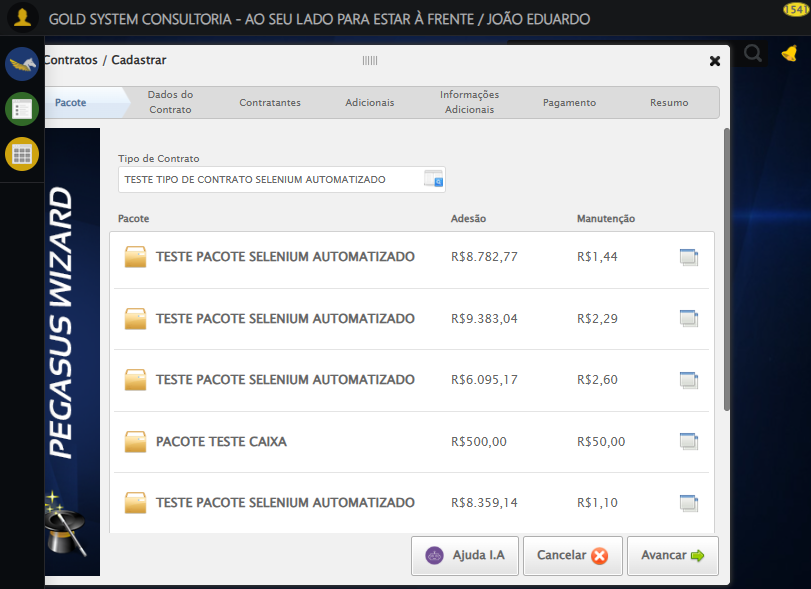 GOLD SYSTEM CONSULTORIA - AO SEU LADO PARA ESTAR À FRENTE / JOÃO EDUARDO
1541
Contratos / Cadastrar
Pacote
Dados do
Contrato
Contratantes
Adicionais
Informações
Adicionais
Pagamento
Resumo
PEGASUS WIZARD
Tipo de Contrato
TESTE TIPO DE CONTRATO SELENIUM AUTOMATIZADO
Pacote Adesão Manutenção
TESTE PACOTE SELENIUM AUTOMATIZADO R$8.782,77 R$1,44
TESTE PACOTE SELENIUM AUTOMATIZADO R$9.383,04 R$2,29
TESTE PACOTE SELENIUM AUTOMATIZADO R$6.095,17 R$2,60
PACOTE TESTE CAIXA R$500,00 R$50,00
TESTE PACOTE SELENIUM AUTOMATIZADO R$8.359,14 R$1,10
Ajuda I.A Cancelar Avancar